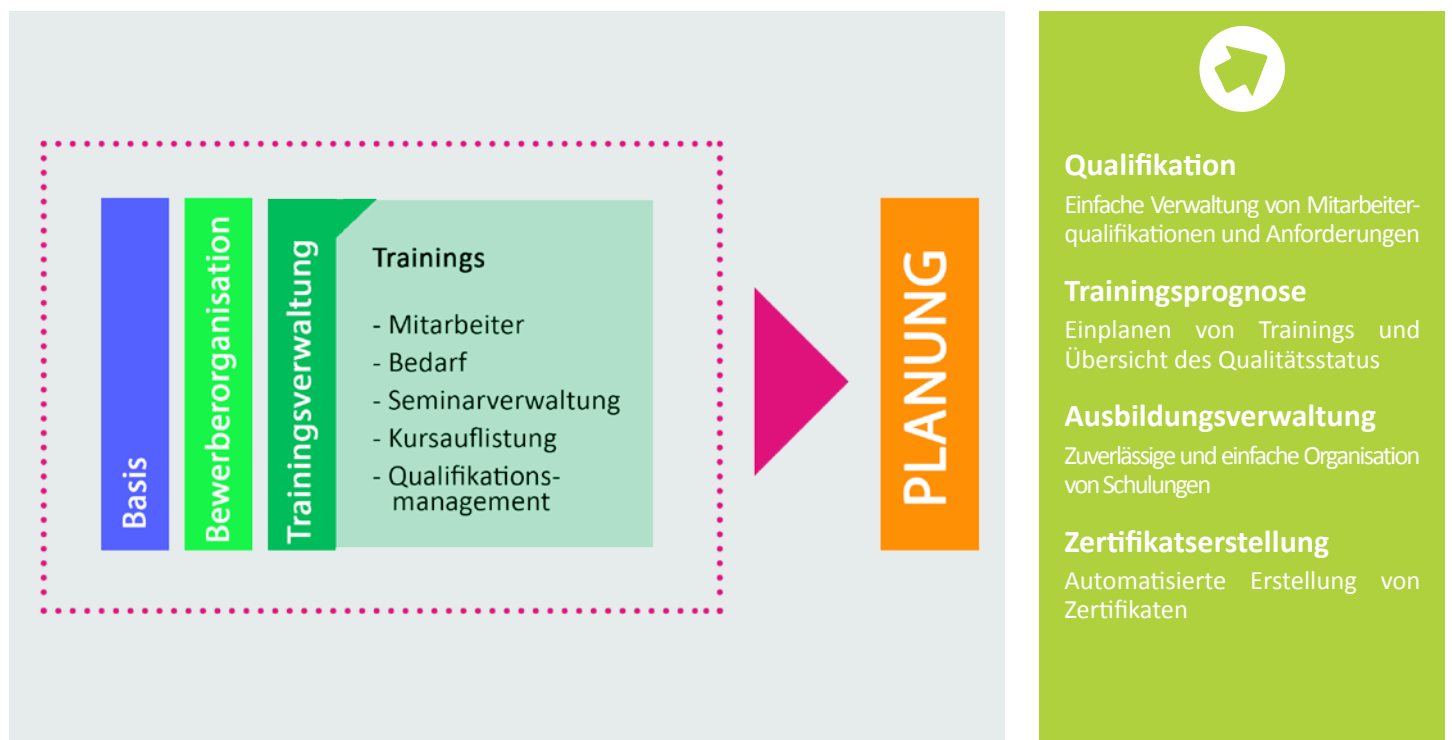 Basis
Bewerberorganisation
Trainingsverwaltung
Trainings
- Mitarbeiter
- Bedarf
- Seminarverwaltung
- Kursauflistung
- Qualifikations-
management
PLANUNG
Qualifikation
Einfache Verwaltung von Mitarbeiter-
qualifikationen und Anforderungen
Trainingsprognose
Einplanen von Trainings und
Übersicht des Qualitätsstatus
Ausbildungsverwaltung
Zuverlässige und einfache Organisation
von Schulungen
Zertifikatserstellung
Automatisierte Erstellung von
Zertifikaten